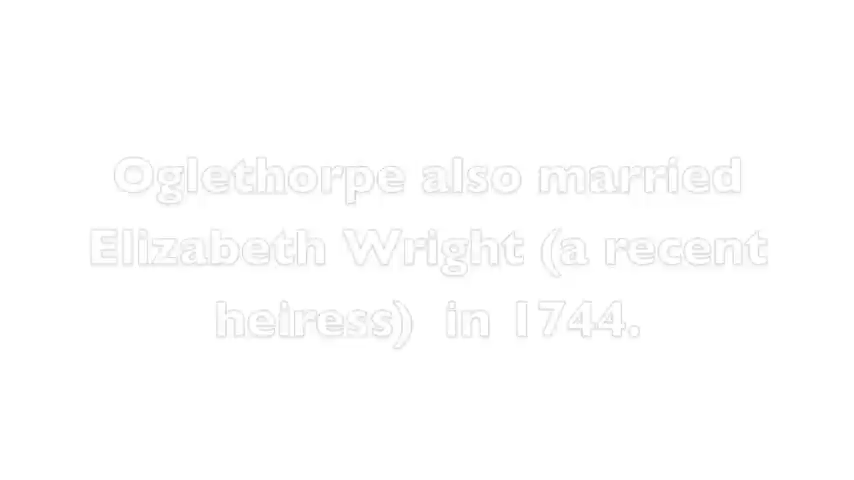 Oglethorpe also married
Elizabeth Wright (a recent
heiress)  in 1744.